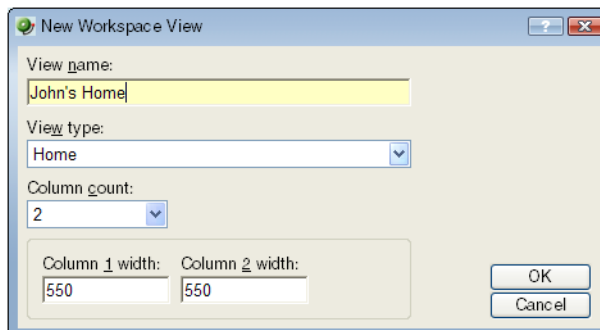 New Workspace View
View name:
John's Home
View type:
Home
Column count:
2
Column 1 width: Column 2 width:
550 550
OK
Cancel